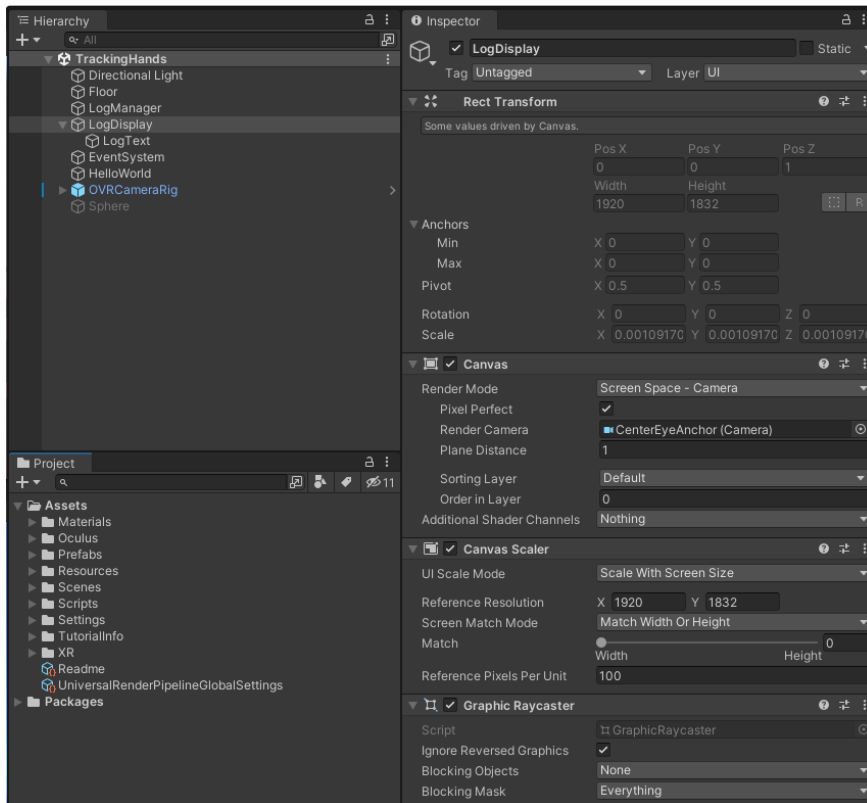 Hierarchy
All
TrackingHands
Directional Light
Floor
LogManager
LogDisplay
LogText
EventSystem
HelloWorld
OVRCameraRig
Sphere
Project
11
Assets
Materials
Oculus
Prefabs
Resources
Scenes
Scripts
Settings
TutorialInfo
XR
Readme
UniversalRenderPipelineGlobalSettings
Packages
Inspector
LogDisplay Static
Tag Untagged Layer UI
Rect Transform
Some values driven by Canvas.
Pos X Pos Y Pos Z
0 0 1
Width Height
1920 1832 R
Anchors
Min X 0 Y 0
Max X 0 Y 0
Pivot X 0.5 Y 0.5
Rotation X 0 Y 0 Z 0
Scale X 0.0010917 Y 0.0010917 Z 0.0010917
Canvas
Render Mode Screen Space - Camera
Pixel Perfect
Render Camera CenterEyeAnchor (Camera)
Plane Distance 1
Sorting Layer Default
Order in Layer 0
Additional Shader Channels Nothing
Canvas Scaler
UI Scale Mode Scale With Screen Size
Reference Resolution X 1920 Y 1832
Screen Match Mode Match Width Or Height
Match 0
Width Height
Reference Pixels Per Unit 100
Graphic Raycaster
Script GraphicRaycaster
Ignore Reversed Graphics
Blocking Objects None
Blocking Mask Everything